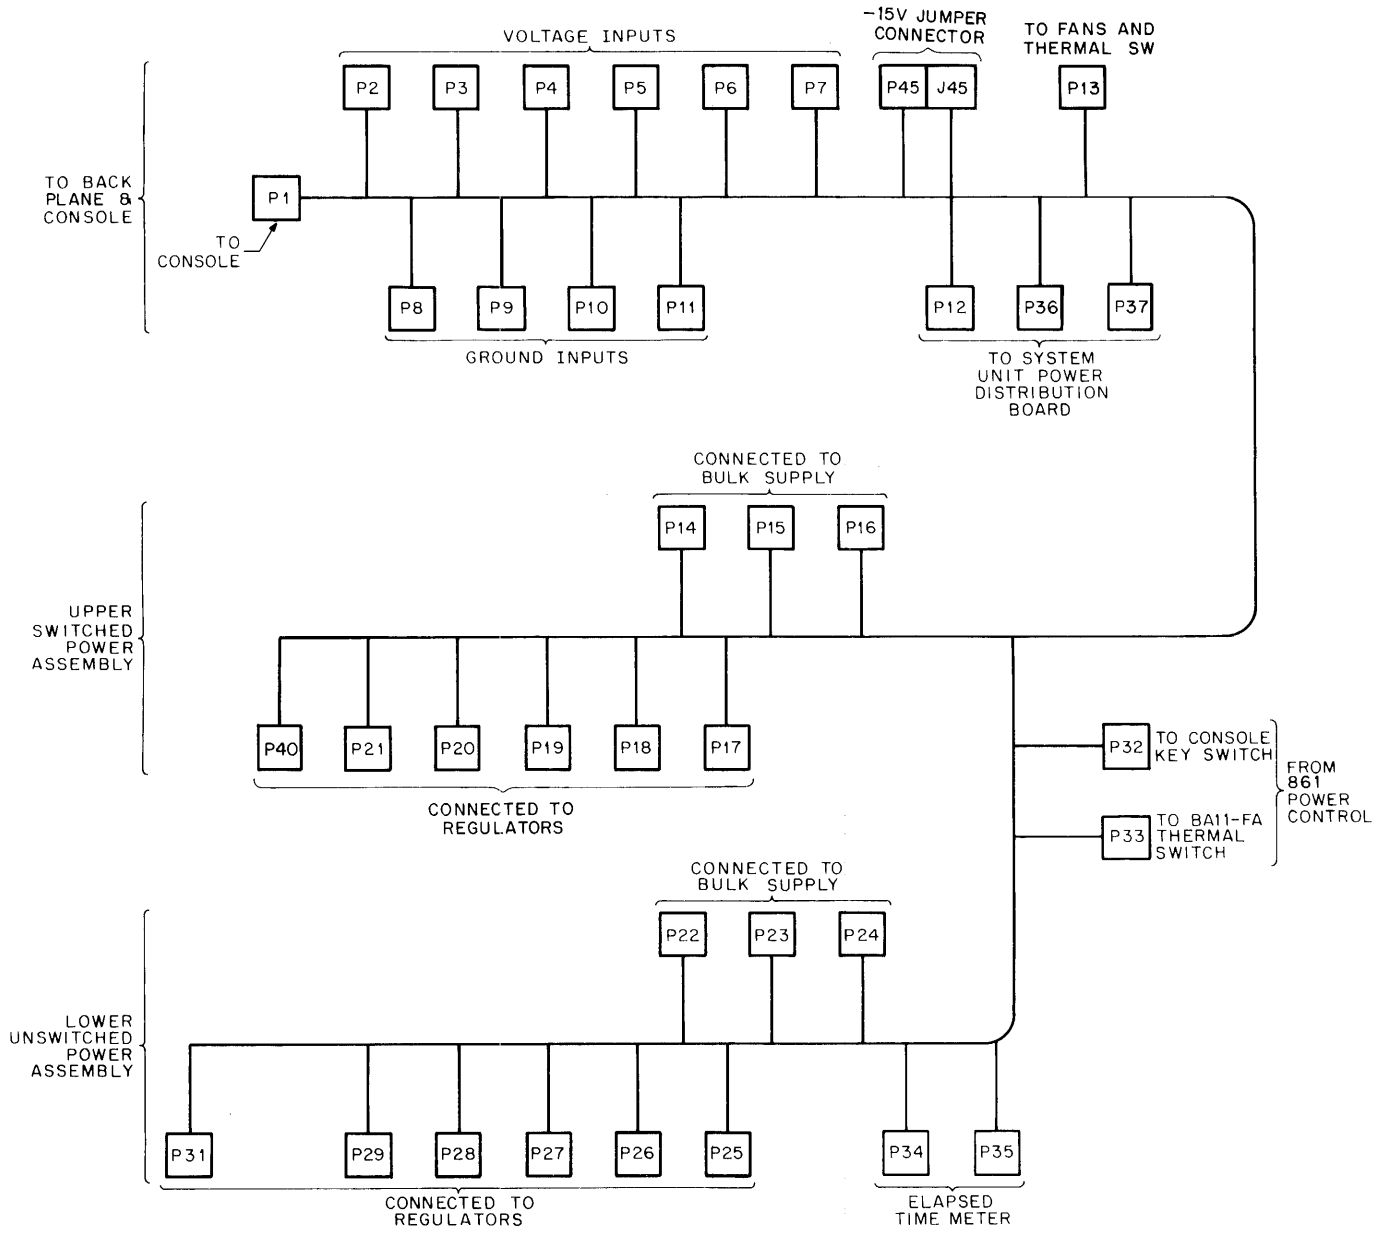 VOLTAGE INPUTS
-15V JUMPER
CONNECTOR
TO FANS AND
THERMAL SW
P2
P3
P4
P5
P6
P7
P45
J45
P13
TO BACK
PLANE &
CONSOLE
P1
TO
CONSOLE
P8
P9
P10
P11
P12
P36
P37
GROUND INPUTS
TO SYSTEM
UNIT POWER
DISTRIBUTION
BOARD
CONNECTED TO
BULK SUPPLY
P14
P15
P16
UPPER
SWITCHED
POWER
ASSEMBLY
P40
P21
P20
P19
P18
P17
CONNECTED TO
REGULATORS
P32
TO CONSOLE
KEY SWITCH
P33
TO BA11-FA
THERMAL
SWITCH
FROM
861
POWER
CONTROL
CONNECTED TO
BULK SUPPLY
P22
P23
P24
LOWER
UNSWITCHED
POWER
ASSEMBLY
P31
P29
P28
P27
P26
P25
P34
P35
CONNECTED TO
REGULATORS
ELAPSED
TIME METER